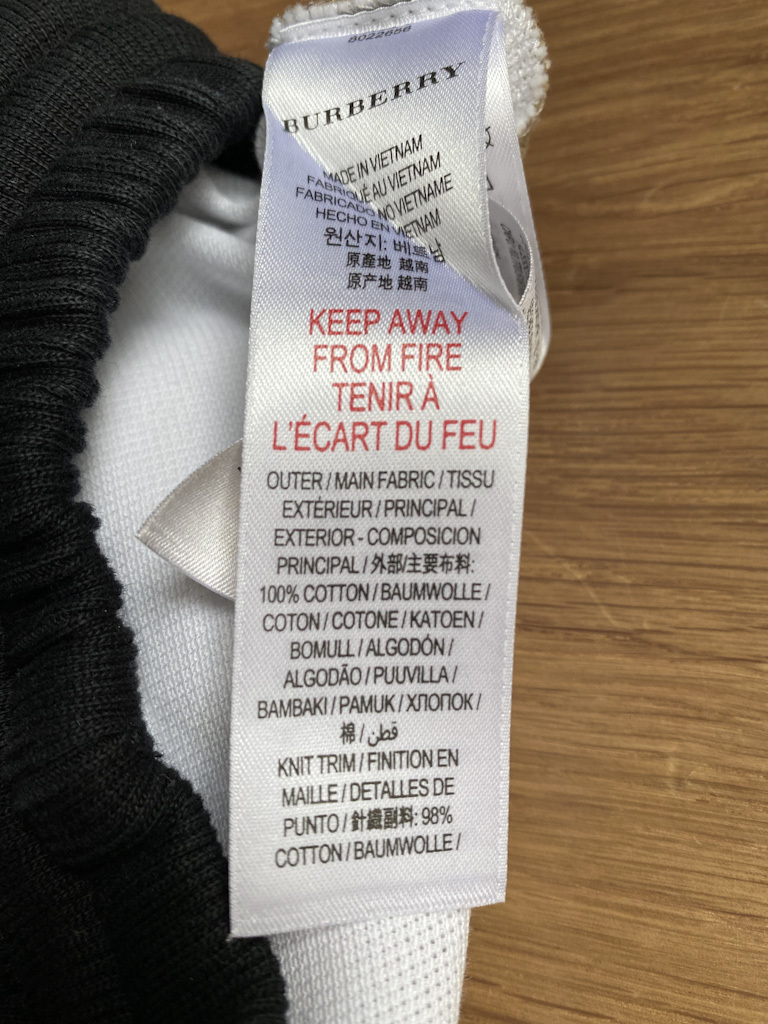 8022656
BURBERRY
MADE IN VIETNAM
FABRIQUÉ AU VIETNAM
FABRICADO NO VIETNAME
HECHO EN VIETNAM
원산지: 베트남
原產地 越南
原产地 越南
KEEP AWAY
FROM FIRE
TENIR À
L'ÉCART DU FEU
OUTER / MAIN FABRIC / TISSU
EXTÉRIEUR / PRINCIPAL /
EXTERIOR - COMPOSICION
PRINCIPAL / 外部/主要布料:
100% COTTON / BAUMWOLLE /
COTON / COTONE / KATOEN /
BOMULL / ALGODÓN /
ALGODÃO / PUUVILLA /
BAMBAKI / PAMUK / ХЛОПОК /
棉 / قطن
KNIT TRIM / FINITION EN
MAILLE / DETALLES DE
PUNTO / 針織副料: 98%
COTTON / BAUMWOLLE /